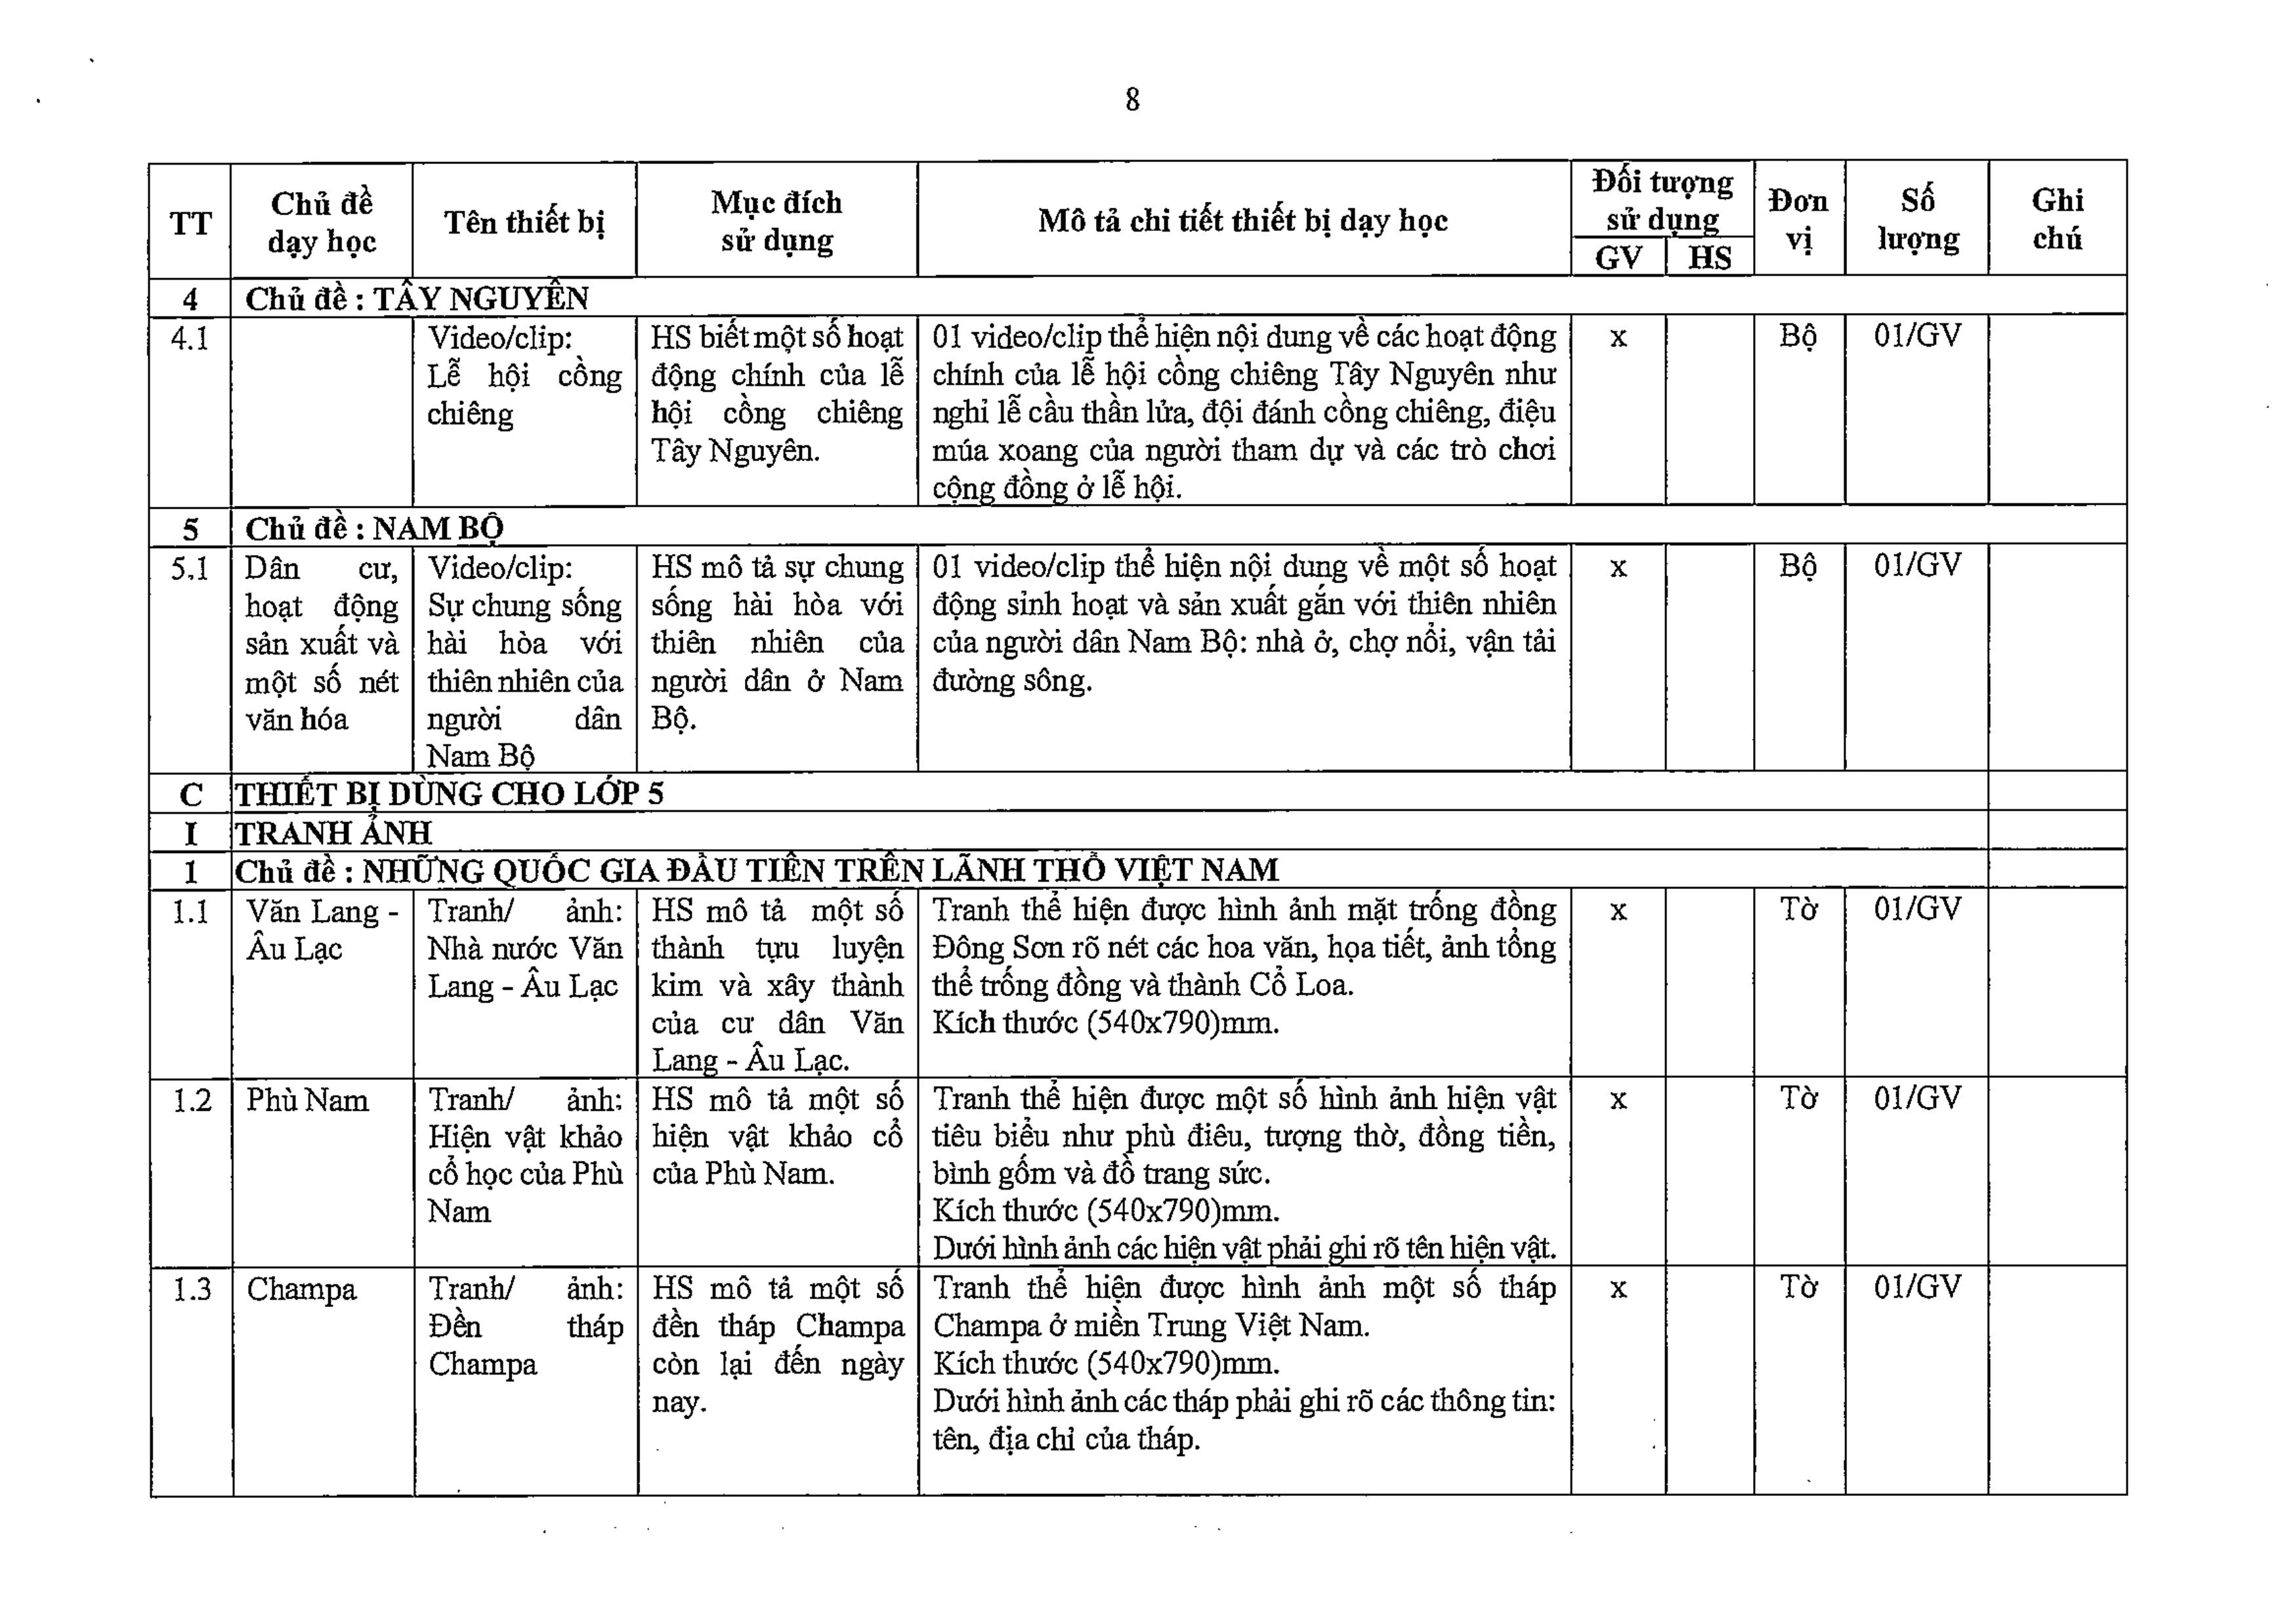 8
TT
Chủ đề
dạy học
Tên thiết bị
Mục đích
sử dụng
Mô tả chi tiết thiết bị dạy học
Đối tượng
sử dụng
GV
HS
Đơn
vị
Số
lượng
Ghi
chú
4
Chủ đề : TÂY NGUYÊN
4.1
Video/clip:
Lễ hội cồng
chiêng
HS biết một số hoạt
động chính của lễ
hội cồng chiêng
Tây Nguyên.
01 video/clip thể hiện nội dung về các hoạt động
chính của lễ hội cồng chiêng Tây Nguyên như
nghi lễ cầu thần lửa, đội đánh cồng chiêng, điệu
múa xoang của người tham dự và các trò chơi
cộng đồng ở lễ hội.
x
Bộ
01/GV
5
Chủ đề : NAM BỘ
5.1
Dân cư,
hoạt động
sản xuất và
một số nét
văn hóa
Video/clip:
Sự chung sống
hài hòa với
thiên nhiên của
người dân
Nam Bộ
HS mô tả sự chung
sống hài hòa với
thiên nhiên của
người dân ở Nam
Bộ.
01 video/clip thể hiện nội dung về một số hoạt
động sinh hoạt và sản xuất gắn với thiên nhiên
của người dân Nam Bộ: nhà ở, chợ nổi, vận tải
đường sông.
x
Bộ
01/GV
C
THIẾT BỊ DÙNG CHO LỚP 5
I
TRANH ẢNH
1
Chủ đề : NHỮNG QUỐC GIA ĐẦU TIÊN TRÊN LÃNH THỔ VIỆT NAM
1.1
Văn Lang -
Âu Lạc
Tranh/ ảnh:
Nhà nước Văn
Lang - Âu Lạc
HS mô tả một số
thành tựu luyện
kim và xây thành
của cư dân Văn
Lang - Âu Lạc.
Tranh thể hiện được hình ảnh mặt trống đồng
Đông Sơn rõ nét các hoa văn, họa tiết, ảnh tổng
thể trống đồng và thành Cổ Loa.
Kích thước (540x790)mm.
x
Tờ
01/GV
1.2
Phù Nam
Tranh/ ảnh:
Hiện vật khảo
cổ học của Phù
Nam
HS mô tả một số
hiện vật khảo cổ
của Phù Nam.
Tranh thể hiện được một số hình ảnh hiện vật
tiêu biểu như phù điêu, tượng thờ, đồng tiền,
bình gốm và đồ trang sức.
Kích thước (540x790)mm.
Dưới hình ảnh các hiện vật phải ghi rõ tên hiện vật.
x
Tờ
01/GV
1.3
Champa
Tranh/ ảnh:
Đền tháp
Champa
HS mô tả một số
đền tháp Champa
còn lại đến ngày
nay.
Tranh thể hiện được hình ảnh một số tháp
Champa ở miền Trung Việt Nam.
Kích thước (540x790)mm.
Dưới hình ảnh các tháp phải ghi rõ các thông tin:
tên, địa chỉ của tháp.
x
Tờ
01/GV